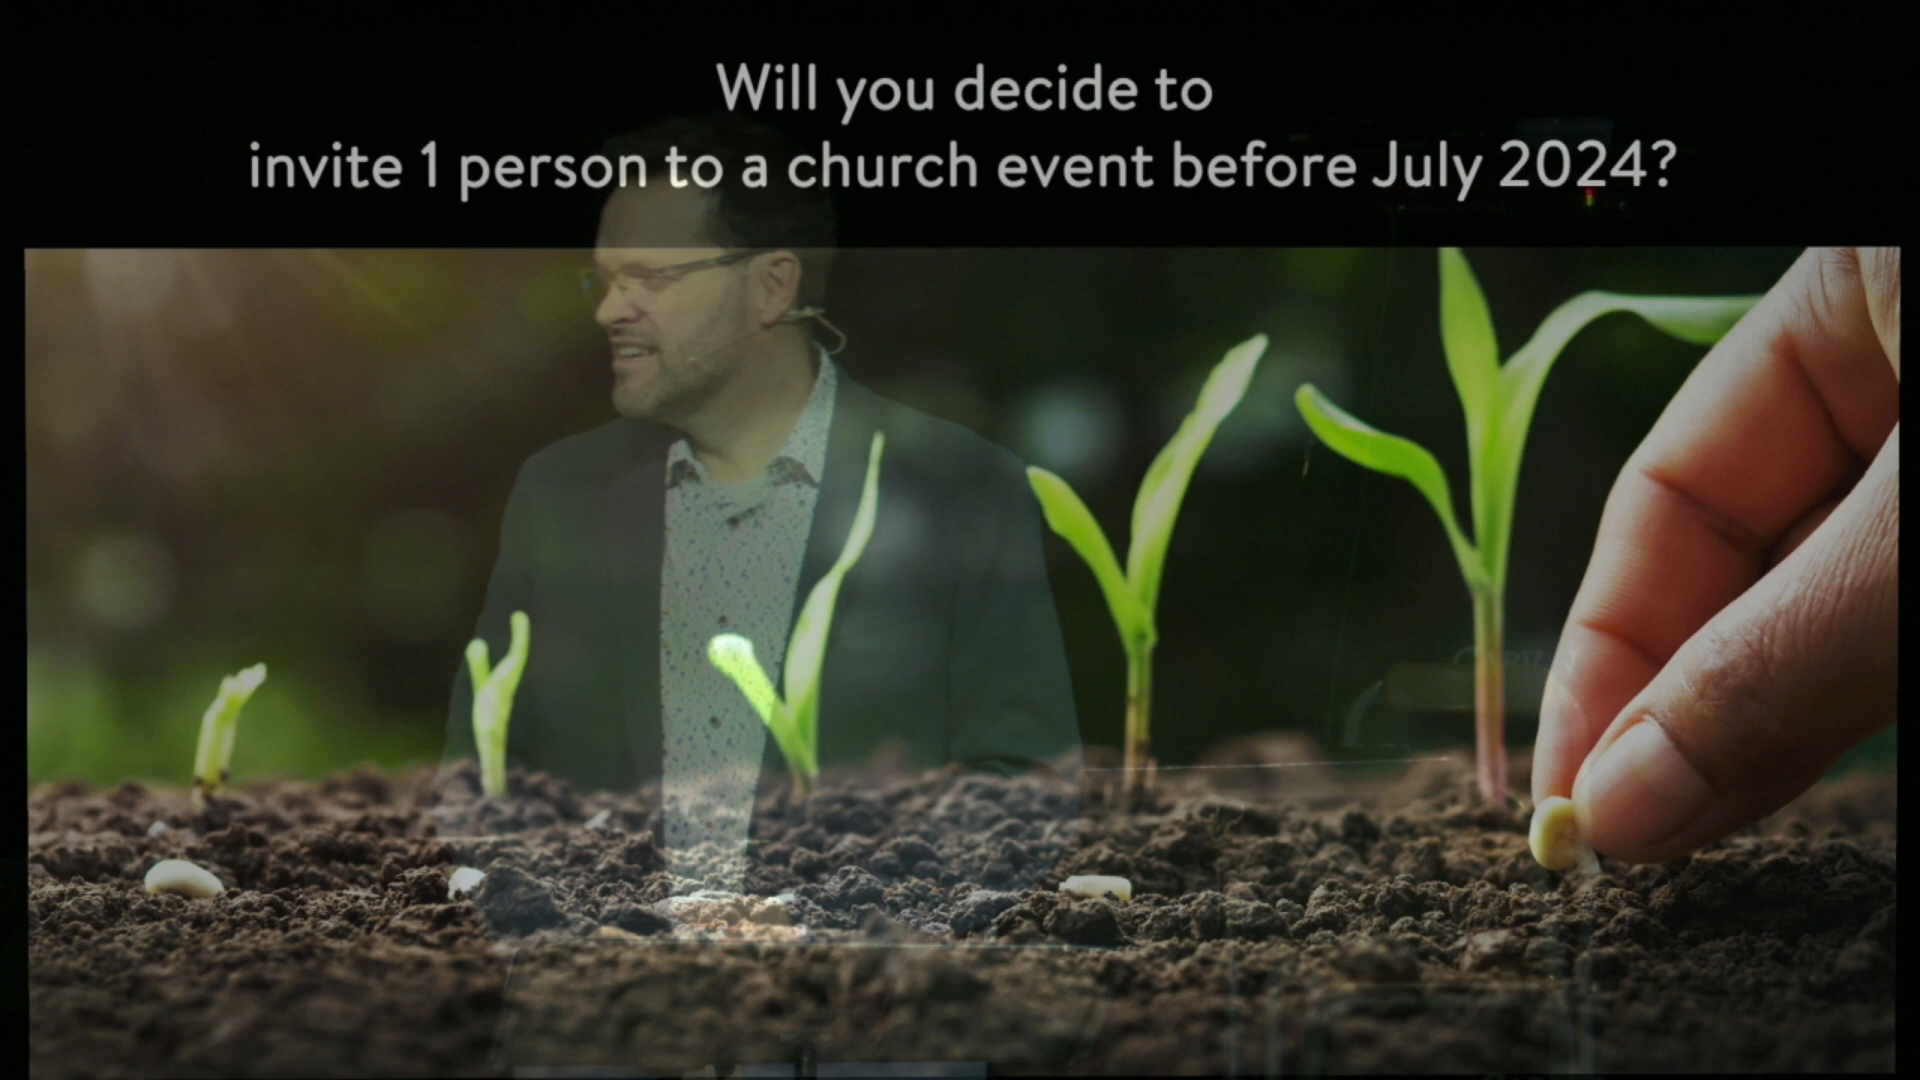 Will you decide to
invite 1 person to a church event before July 2024?